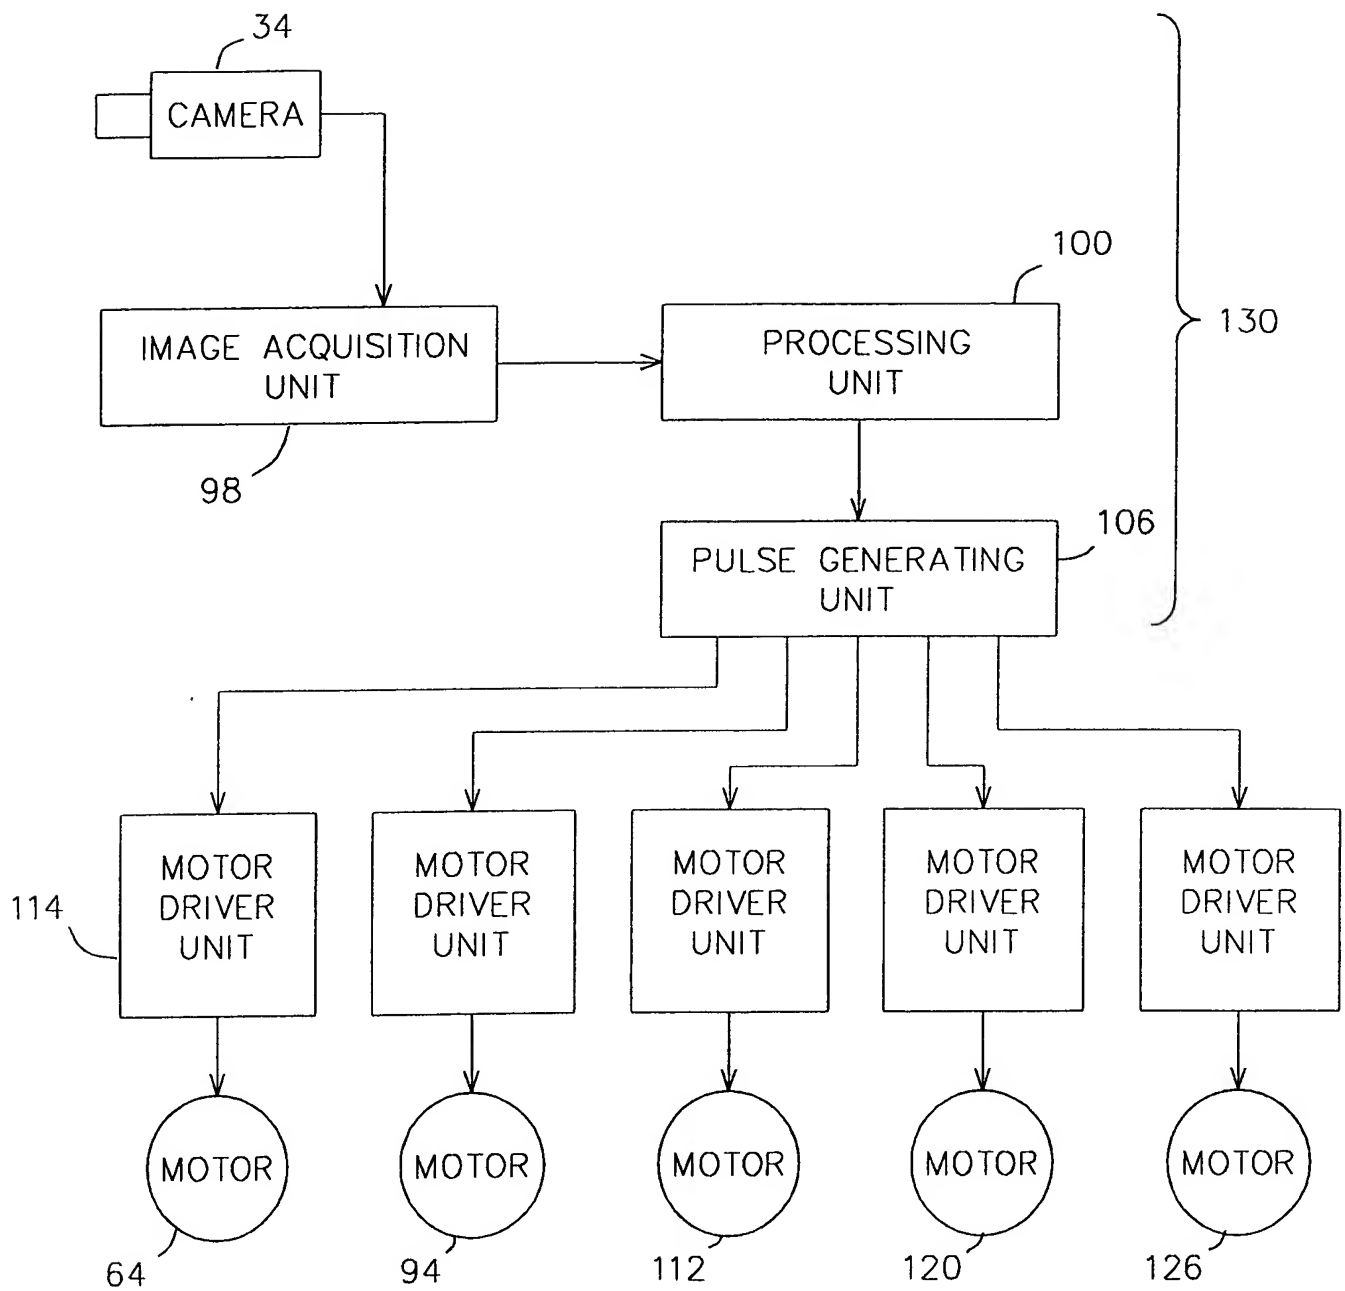 34
CAMERA
100
130
IMAGE ACQUISITION
UNIT
PROCESSING
UNIT
98
106
PULSE GENERATING
UNIT
114
MOTOR
DRIVER
UNIT
MOTOR
DRIVER
UNIT
MOTOR
DRIVER
UNIT
MOTOR
DRIVER
UNIT
MOTOR
DRIVER
UNIT
MOTOR
MOTOR
MOTOR
MOTOR
MOTOR
64
94
112
120
126